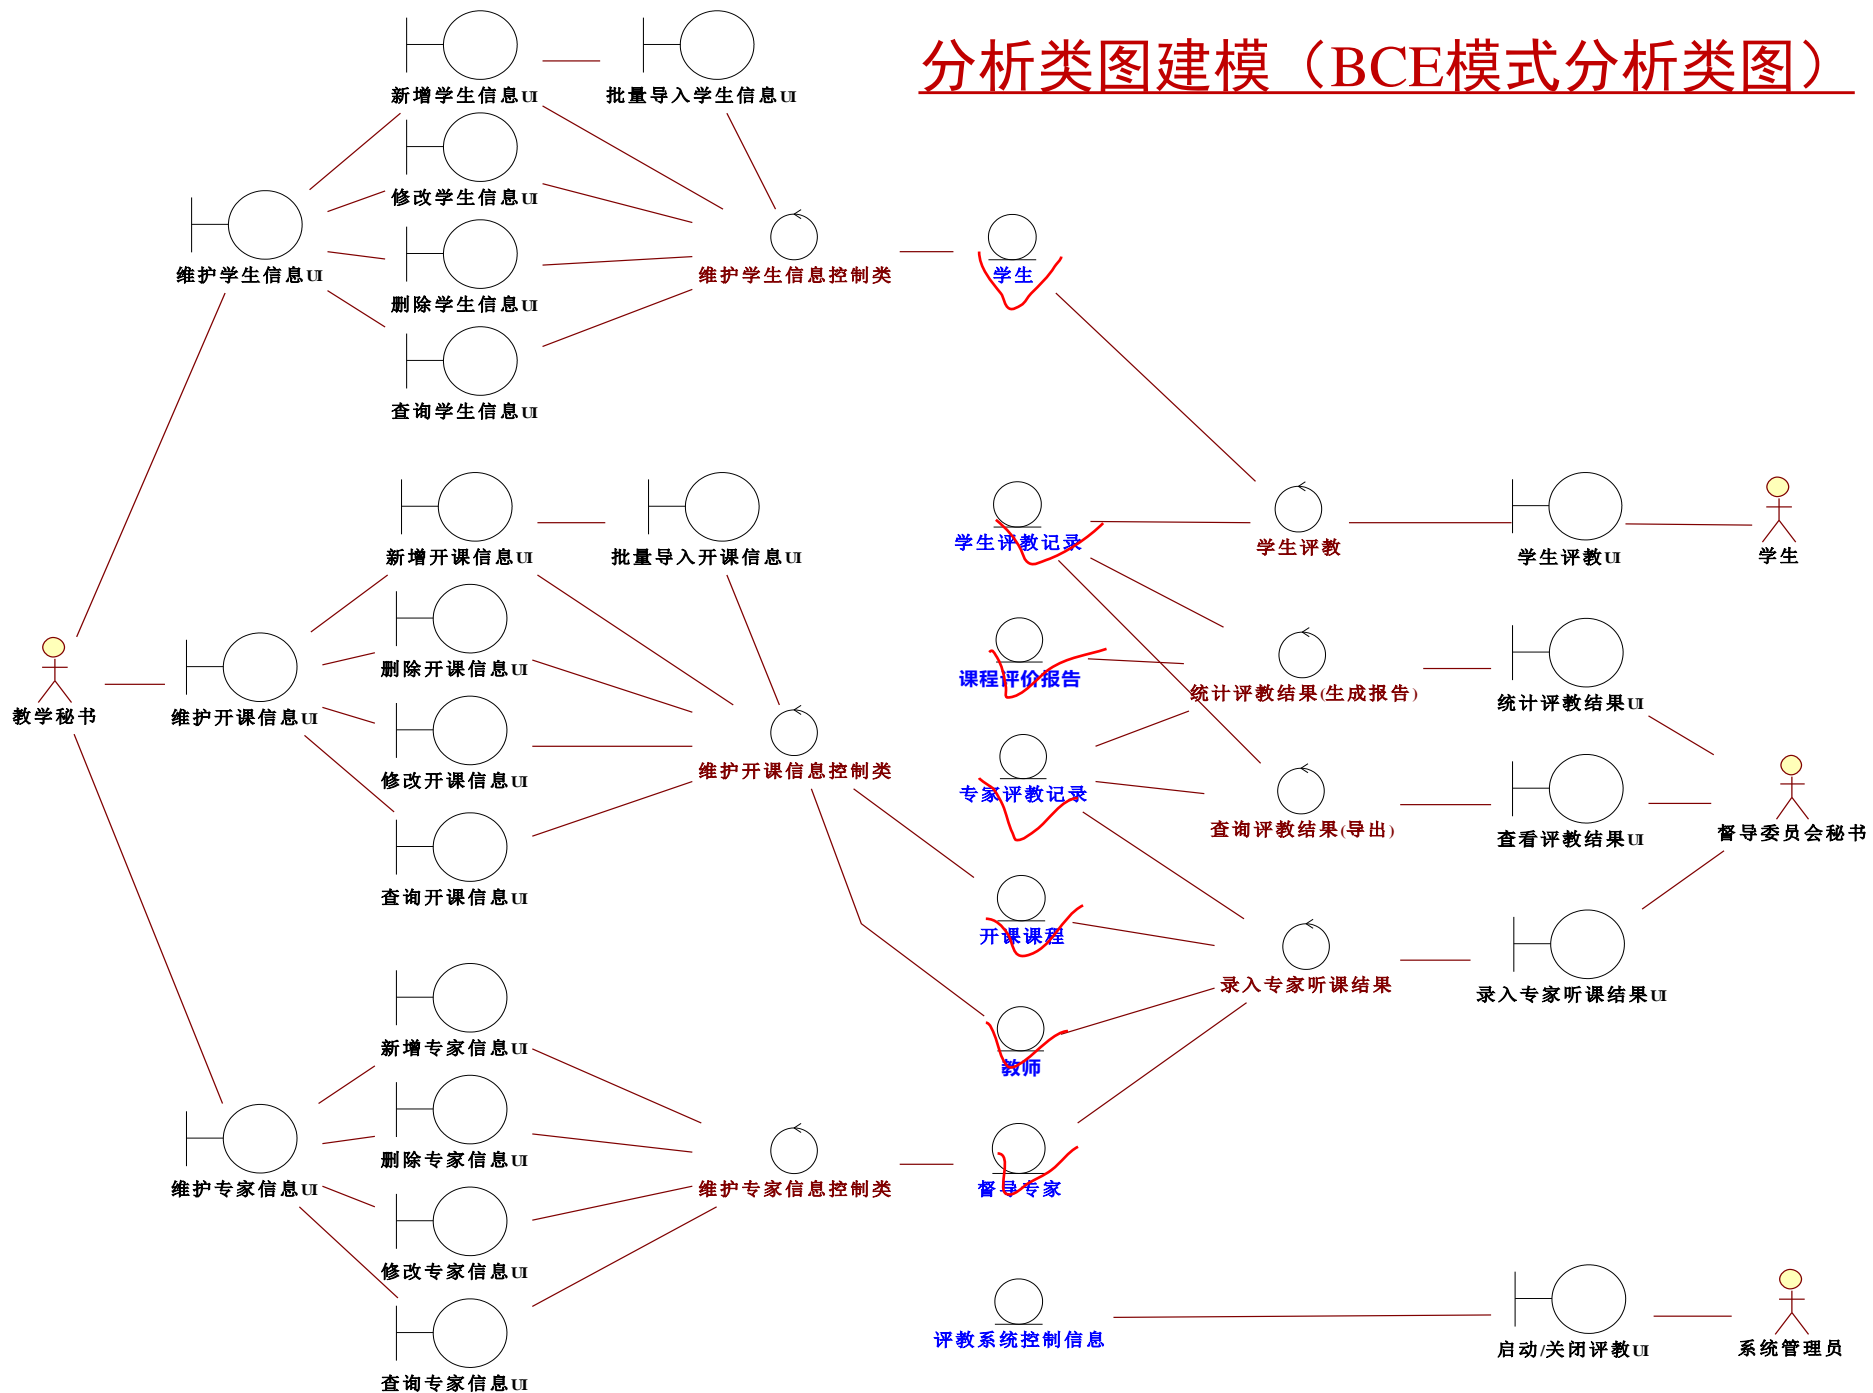 分析类图建模（BCE模式分析类图）
新增学生信息UI
批量导入学生信息UI
修改学生信息UI
维护学生信息UI
删除学生信息UI
维护学生信息控制类
学生
查询学生信息UI
新增开课信息UI
批量导入开课信息UI
学生评教记录
学生评教
学生评教UI
学生
删除开课信息UI
课程评价报告
统计评教结果(生成报告)
统计评教结果UI
教学秘书
维护开课信息UI
修改开课信息UI
维护开课信息控制类
专家评教记录
查询评教结果(导出)
查看评教结果UI
督导委员会秘书
查询开课信息UI
开课课程
录入专家听课结果
录入专家听课结果UI
新增专家信息UI
教师
删除专家信息UI
维护专家信息UI
维护专家信息控制类
督导专家
修改专家信息UI
评教系统控制信息
启动/关闭评教UI
系统管理员
查询专家信息UI